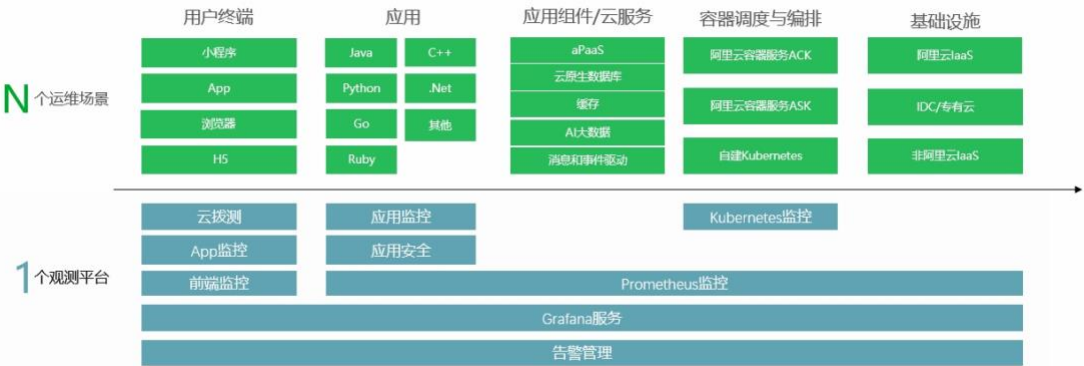 用户终端
应用
应用组件/云服务
容器调度与编排
基础设施
N个运维场景
小程序
App
浏览器
H5
Java
C++
Python
.Net
Go
其他
Ruby
aPaaS
云原生数据库
缓存
AI大数据
消息和事件驱动
阿里云容器服务ACK
阿里云容器服务ASK
自建Kubernetes
阿里云IaaS
IDC/专有云
非阿里云IaaS
1个观测平台
云拨测
应用监控
Kubernetes监控
App监控
应用安全
前端监控
Prometheus监控
Grafana服务
告警管理